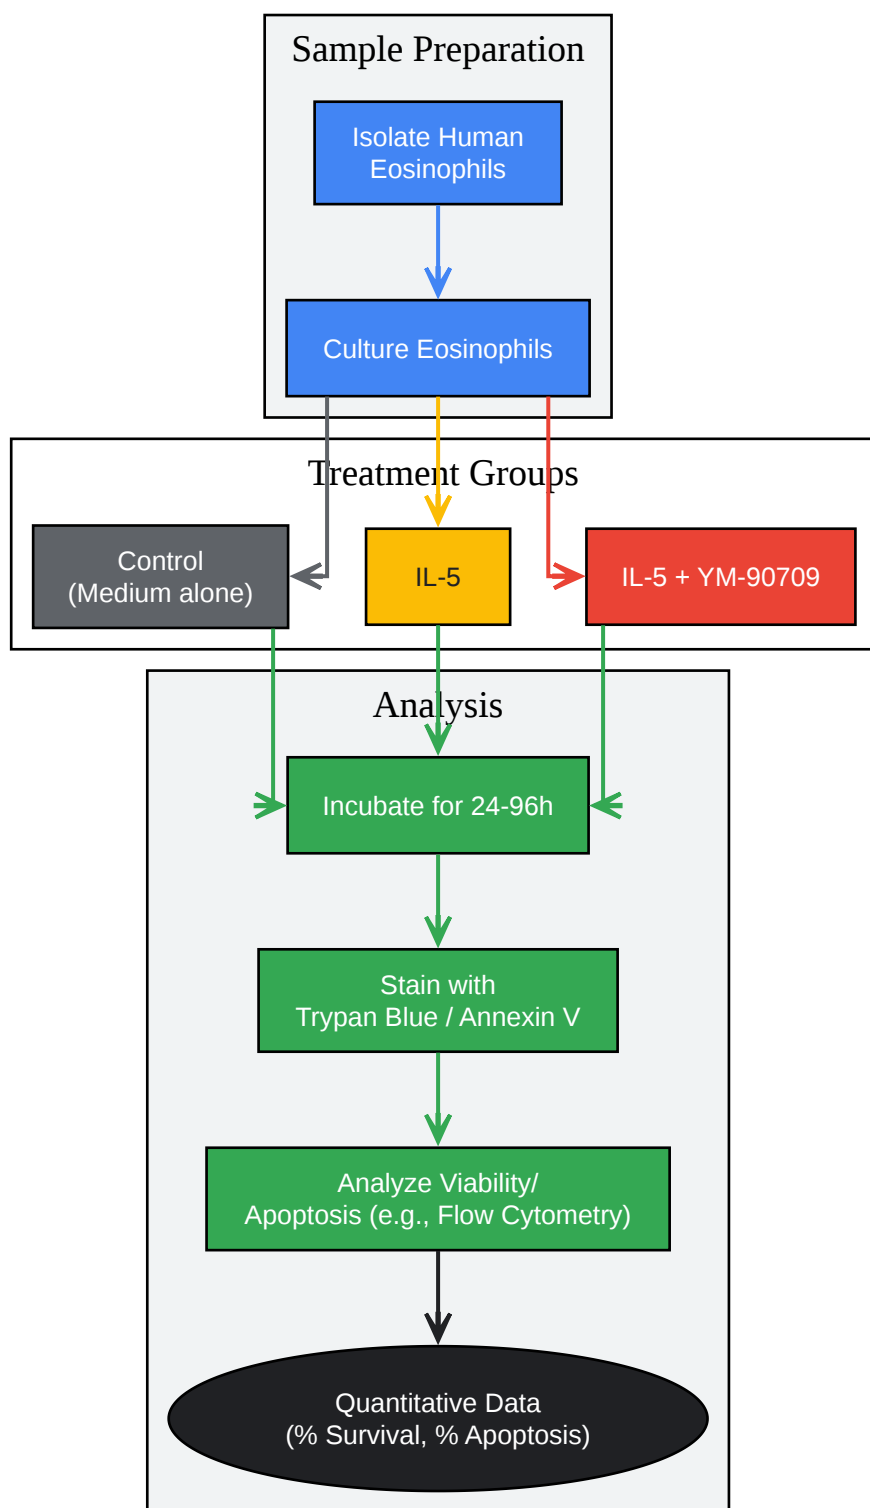 Sample Preparation
Isolate Human
Eosinophils
Culture Eosinophils
Treatment Groups
Control
(Medium alone)
IL-5
IL-5 + YM-90709
Analysis
Incubate for 24-96h
Stain with
Trypan Blue / Annexin V
Analyze Viability/
Apoptosis (e.g., Flow Cytometry)
Quantitative Data
(% Survival, % Apoptosis)